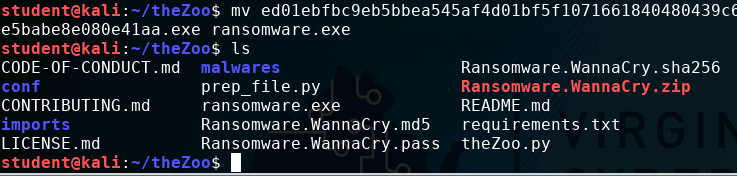 student@kali:~/theZoo$ mv ed01ebfbc9eb5bbea545af4d01bf5f1071661840480439c6
e5babe8e080e41aa.exe ransomware.exe
student@kali:~/theZoo$ ls
CODE-OF-CONDUCT.md malwares Ransomware.WannaCry.sha256
conf prep_file.py Ransomware.WannaCry.zip
CONTRIBUTING.md ransomware.exe README.md
imports Ransomware.WannaCry.md5 requirements.txt
LICENSE.md Ransomware.WannaCry.pass theZoo.py
student@kali:~/theZoo$
VIRGIN